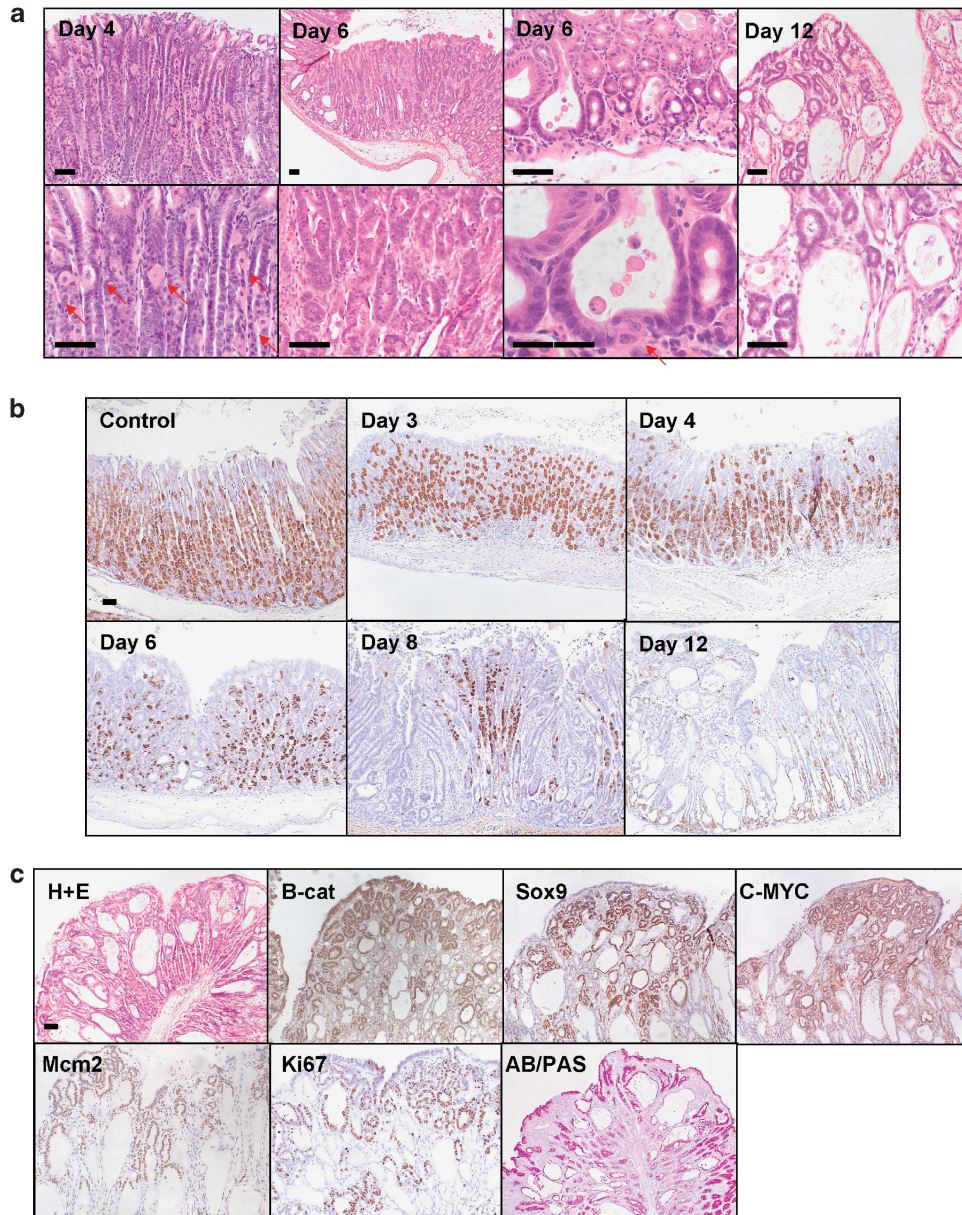 a
Day 4
Day 6
Day 6
Day 12
b
Control
Day 3
Day 4
Day 6
Day 8
Day 12
c
H+E
B-cat
Sox9
C-MYC
Mcm2
Ki67
AB/PAS